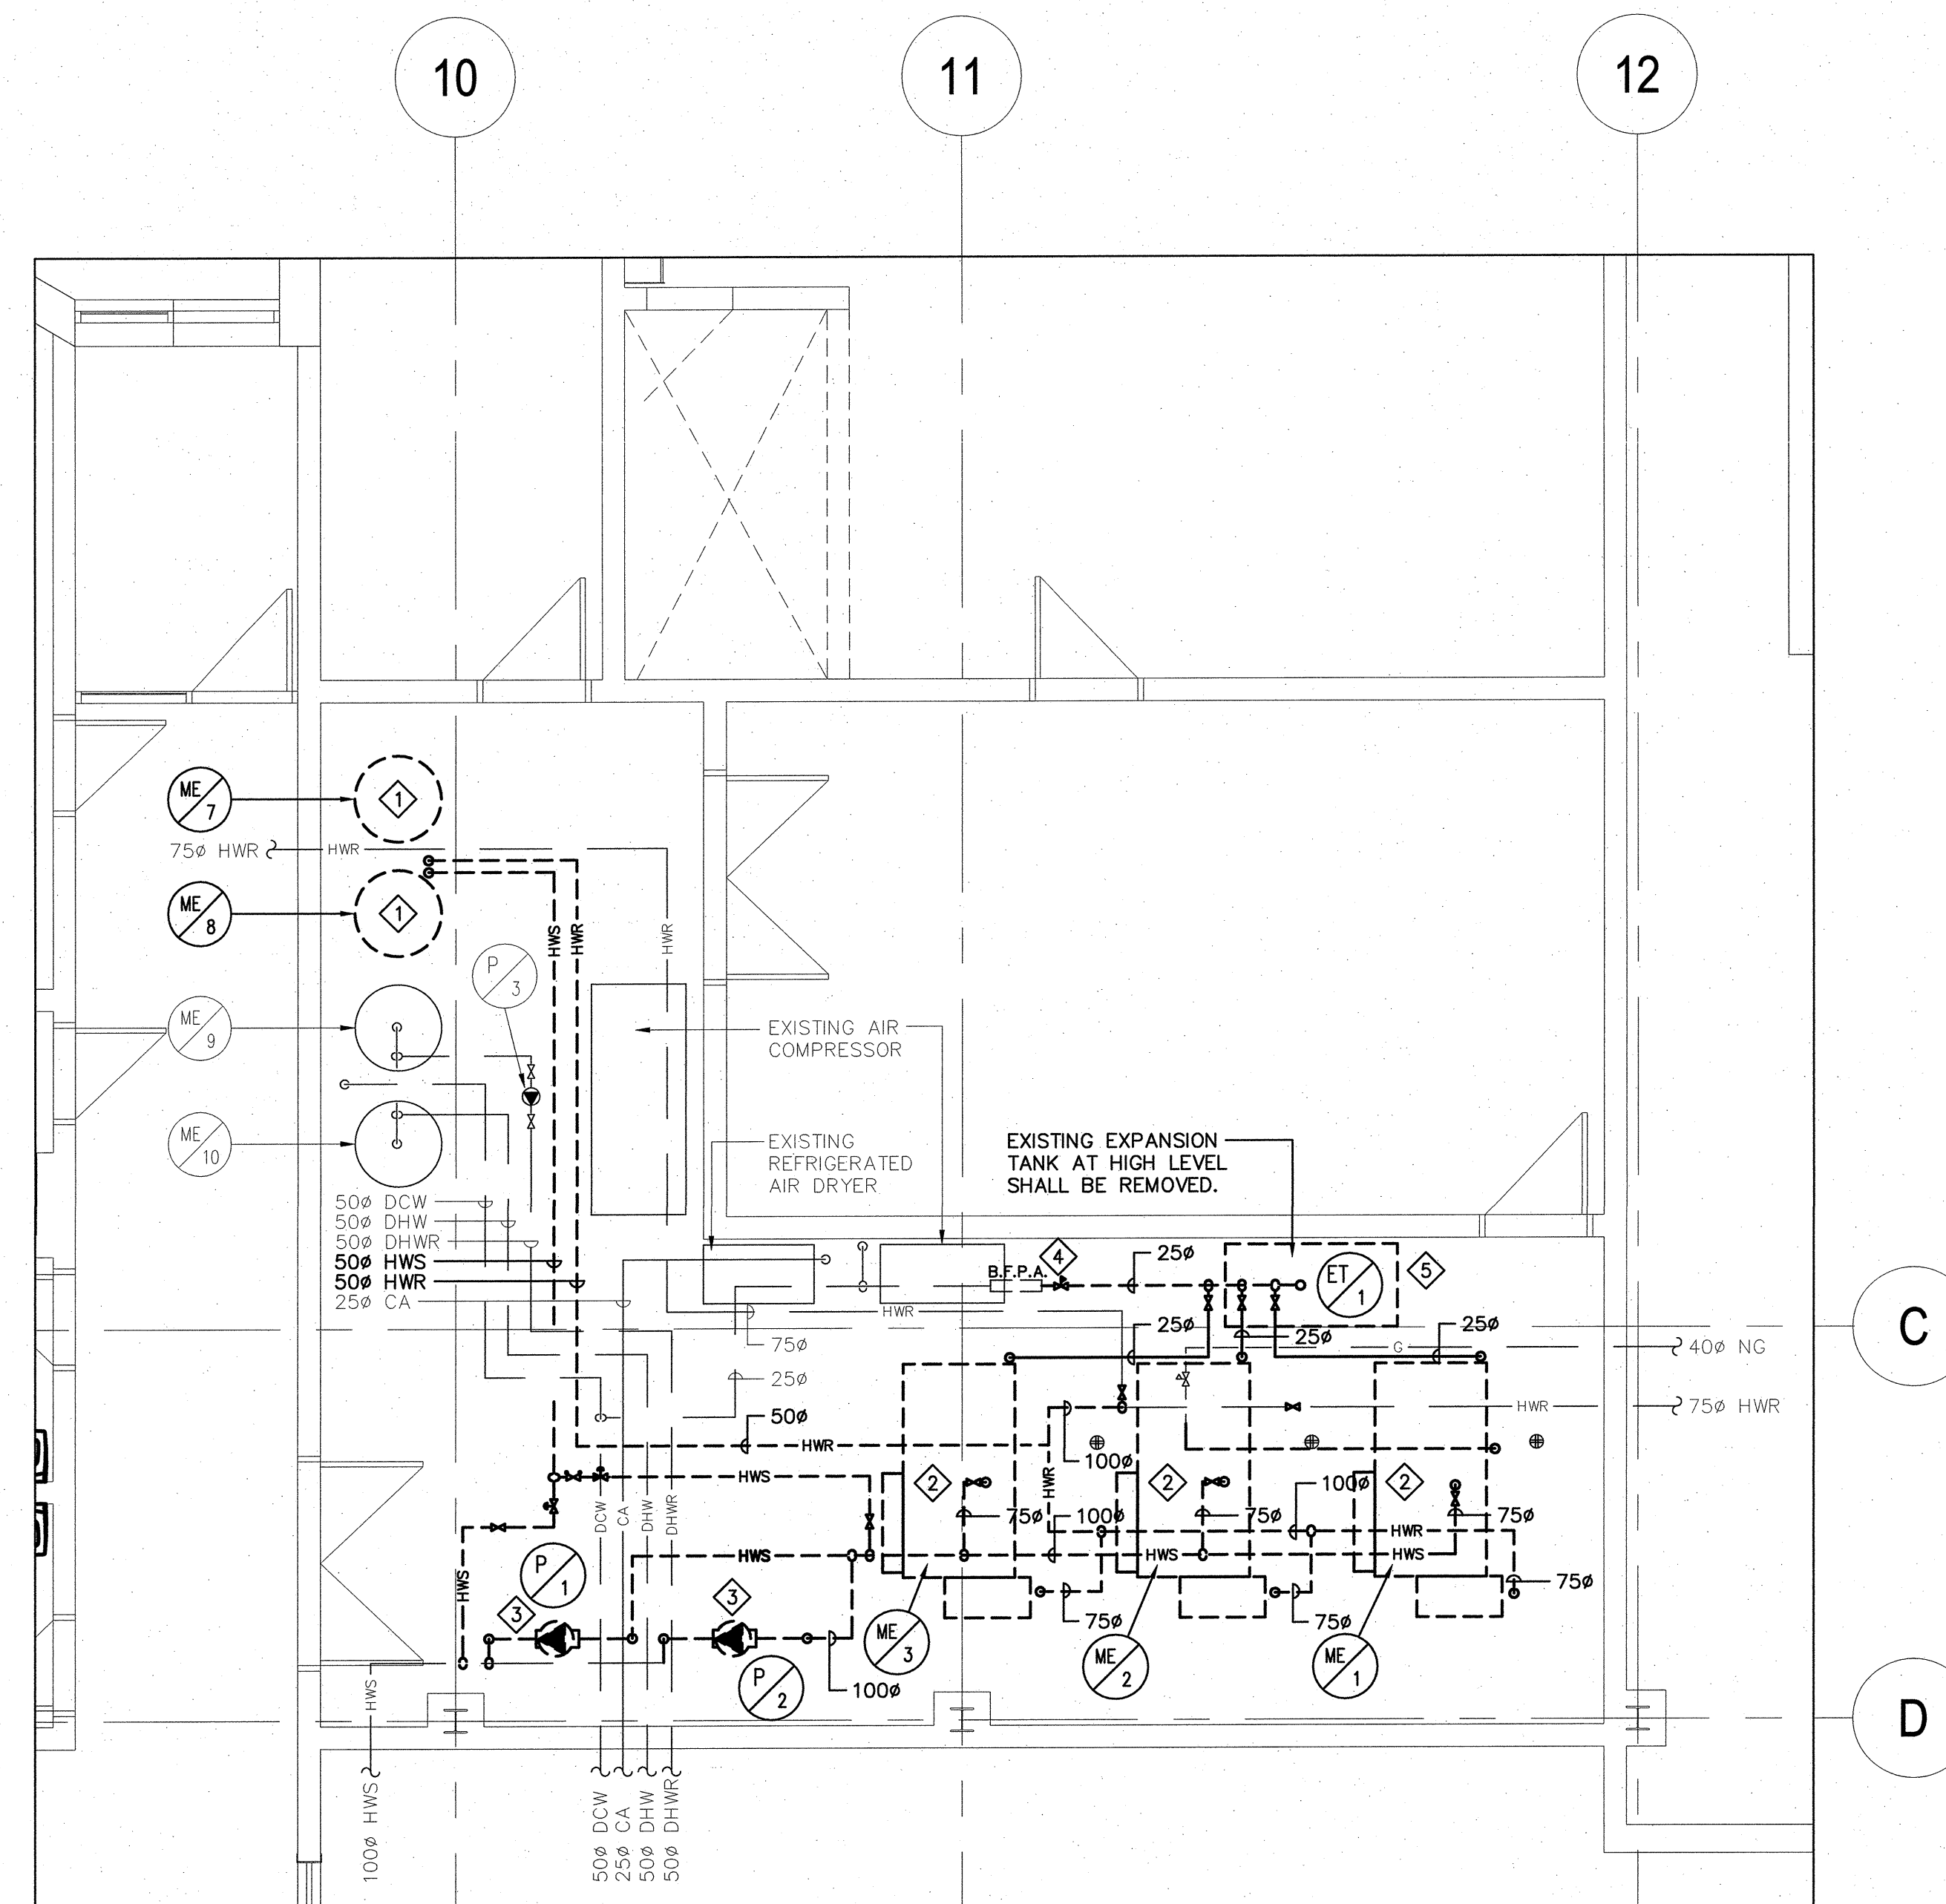 10
11
12
ME
7
1
75ø HWR
HWR
ME
8
1
HWS
HWR
HWR
P
3
ME
9
EXISTING AIR
COMPRESSOR
ME
10
EXISTING
REFRIGERATED
AIR DRYER
EXISTING EXPANSION
TANK AT HIGH LEVEL
SHALL BE REMOVED.
50ø DCW
50ø DHW
50ø DHWR
50ø HWS
50ø HWR
25ø CA
B.F.P.A.
4
25ø
ET
1
5
HWR
25ø
25ø
25ø
C
75ø
G
40ø NG
25ø
50ø
HWR
75ø HWR
HWR
100ø
HWS
HWR
2
2
2
100ø
DCW
CA
DHW
DHWR
75ø
100ø
75ø
75ø
HWR
HWS
HWS
HWS
HWS
P
1
3
3
75ø
75ø
75ø
ME
3
ME
2
ME
1
P
2
100ø
HWS
D
100ø HWS
50ø DCW
25ø CA
50ø DHW
50ø DHWR